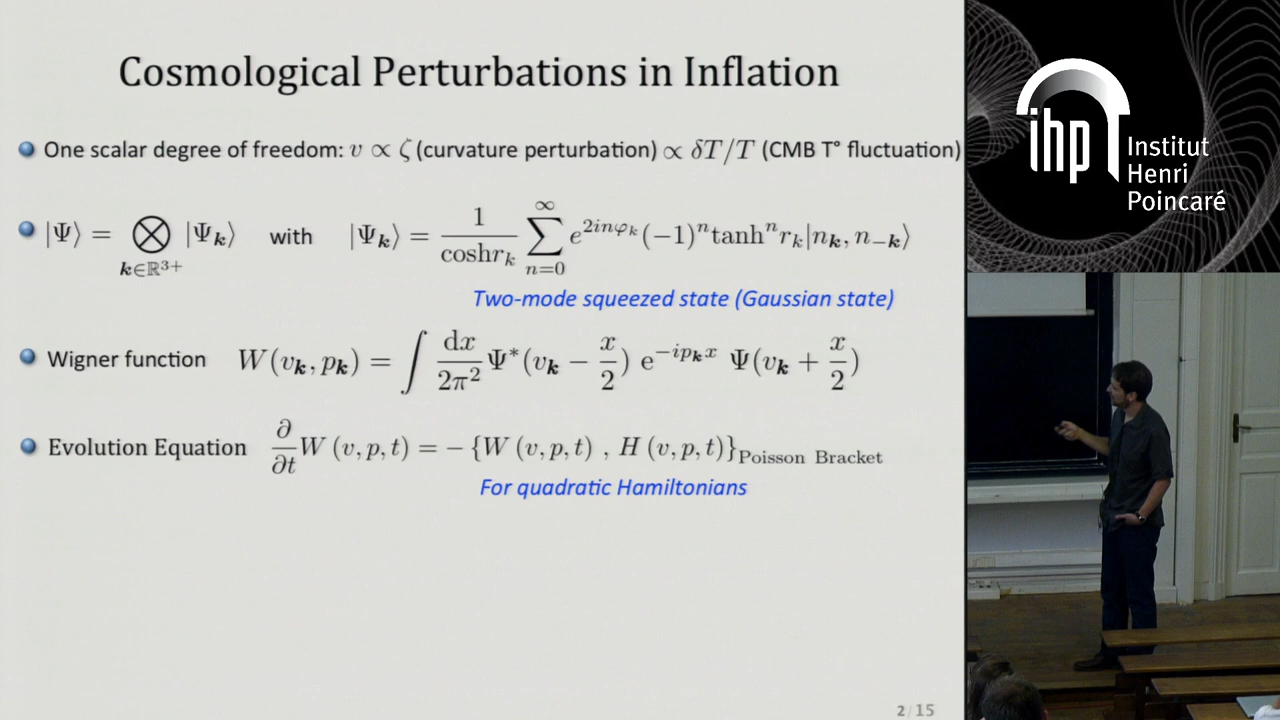 Cosmological Perturbations in Inflation
One scalar degree of freedom: v ∝ ζ (curvature perturbation) ∝ δT/T (CMB T° fluctuation)
|Ψ⟩ = ⨂_{k∈ℝ³⁺} |Ψ_k⟩ with |Ψ_k⟩ = 1/cosh r_k ∑_{n=0}^{∞} e^{2inφ_k}(−1)^n tanh^n r_k |n_k, n_{−k}⟩
Two-mode squeezed state (Gaussian state)
Wigner function W(v_k, p_k) = ∫ dx/2π² Ψ*(v_k − x/2) e^{−ip_k x} Ψ(v_k + x/2)
Evolution Equation ∂/∂t W (v, p, t) = − {W (v, p, t) , H (v, p, t)}_{Poisson Bracket}
For quadratic Hamiltonians
2/15
ihp
Institut
Henri
Poincaré